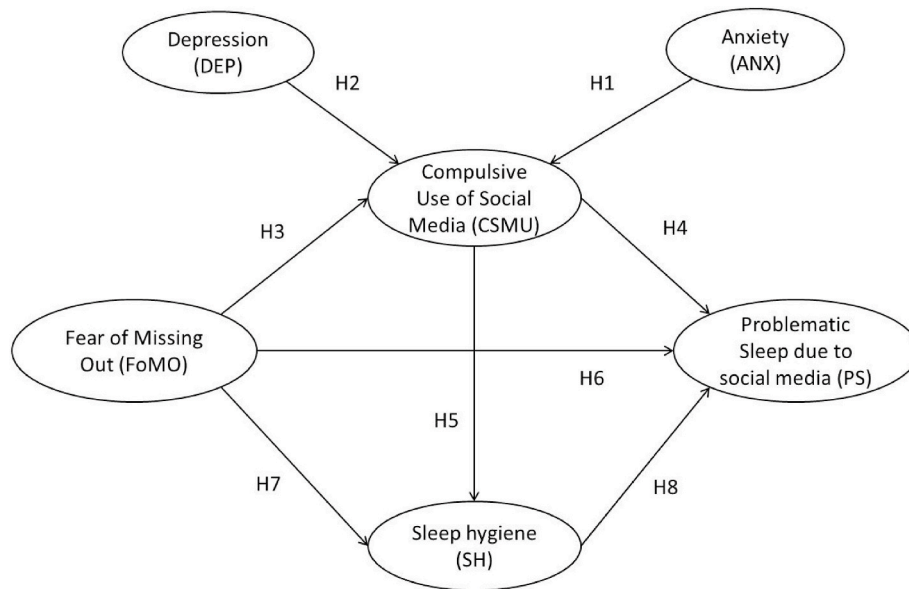 Depression
(DEP)
Anxiety
(ANX)
H2
H1
Compulsive
Use of Social
Media (CSMU)
H3
H4
Fear of Missing
Out (FoMO)
Problematic
Sleep due to
social media (PS)
H6
H5
H7
H8
Sleep hygiene
(SH)